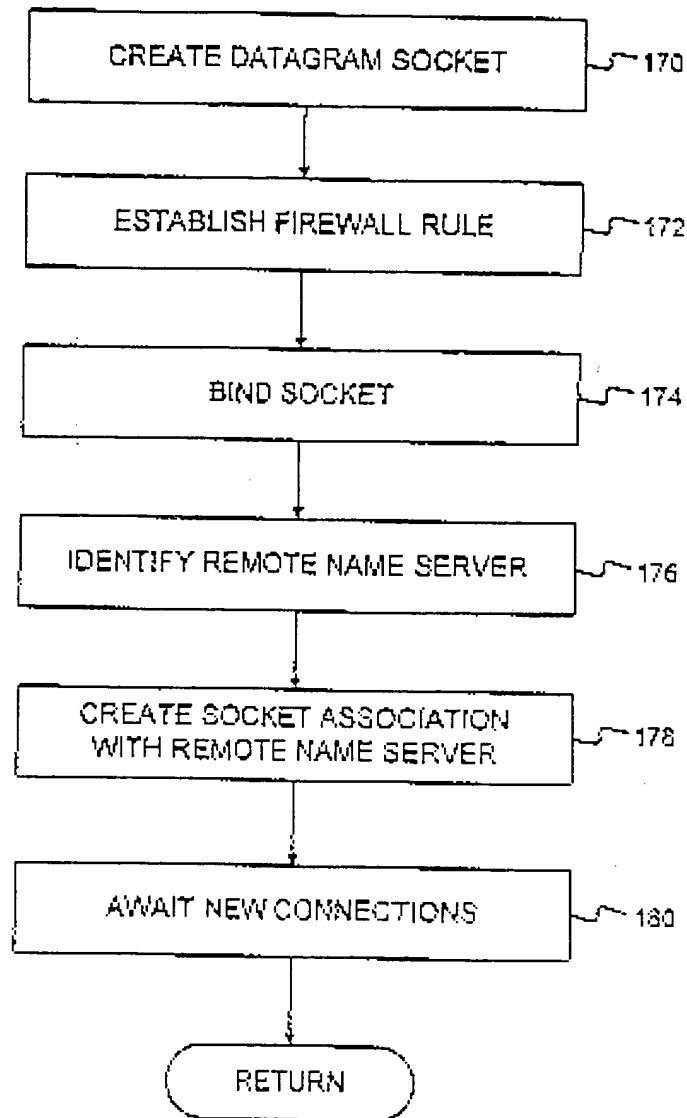 CREATE DATAGRAM SOCKET
170
ESTABLISH FIREWALL RULE
172
BIND SOCKET
174
IDENTIFY REMOTE NAME SERVER
176
CREATE SOCKET ASSOCIATION
WITH REMOTE NAME SERVER
178
AWAIT NEW CONNECTIONS
180
RETURN